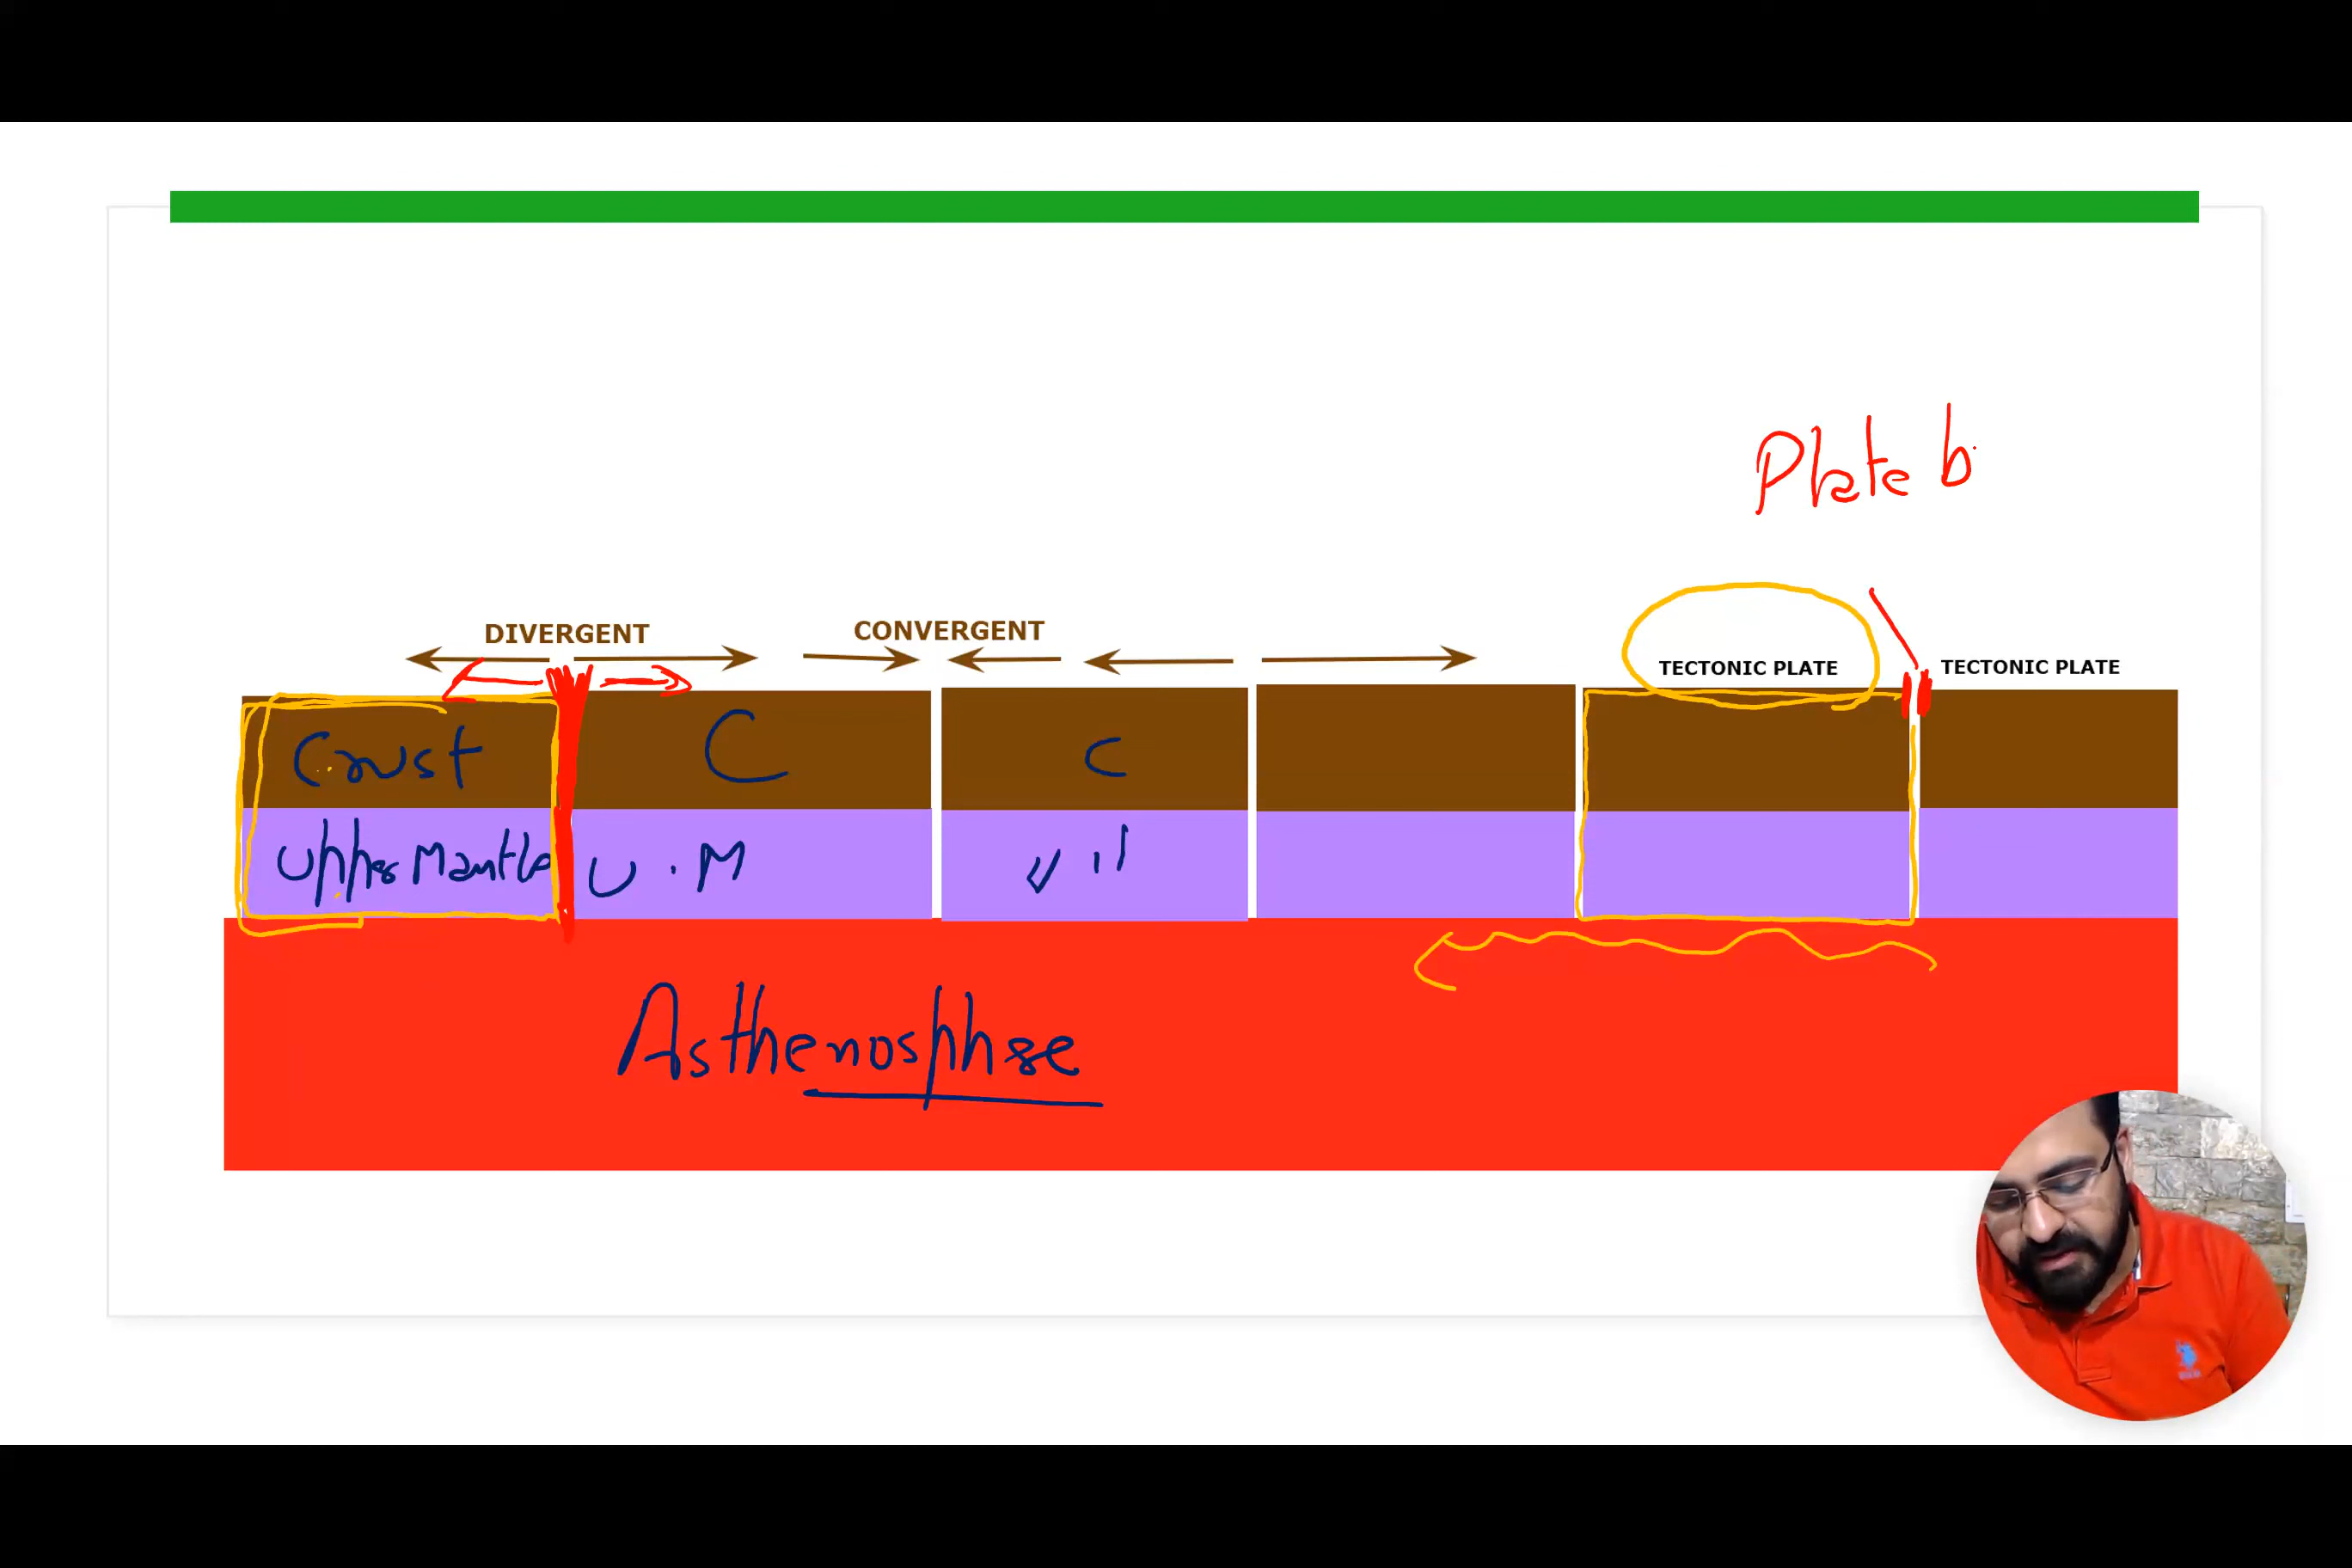 Plate b
DIVERGENT
CONVERGENT
TECTONIC PLATE
TECTONIC PLATE
Crust
C
C
Upper Mantle
U.M
Asthenosphere